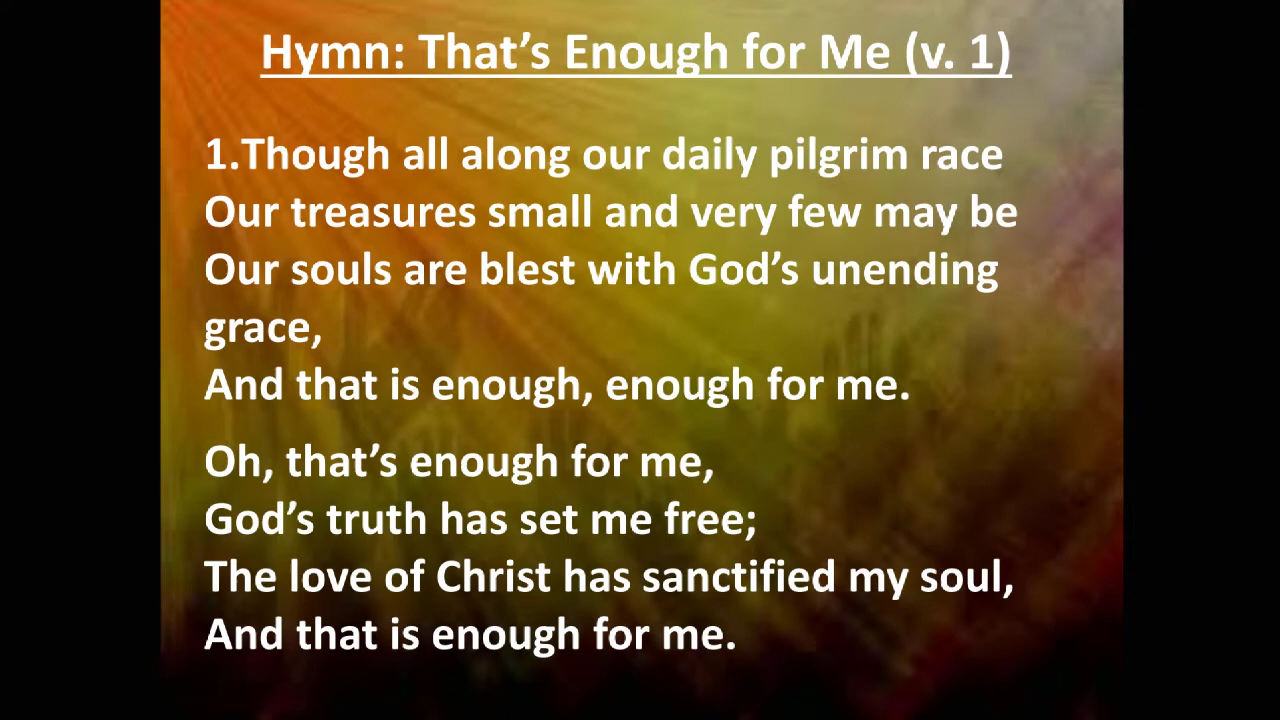 Hymn: That’s Enough for Me (v. 1)
1.Though all along our daily pilgrim race
Our treasures small and very few may be
Our souls are blest with God’s unending
grace,
And that is enough, enough for me.
Oh, that’s enough for me,
God’s truth has set me free;
The love of Christ has sanctified my soul,
And that is enough for me.